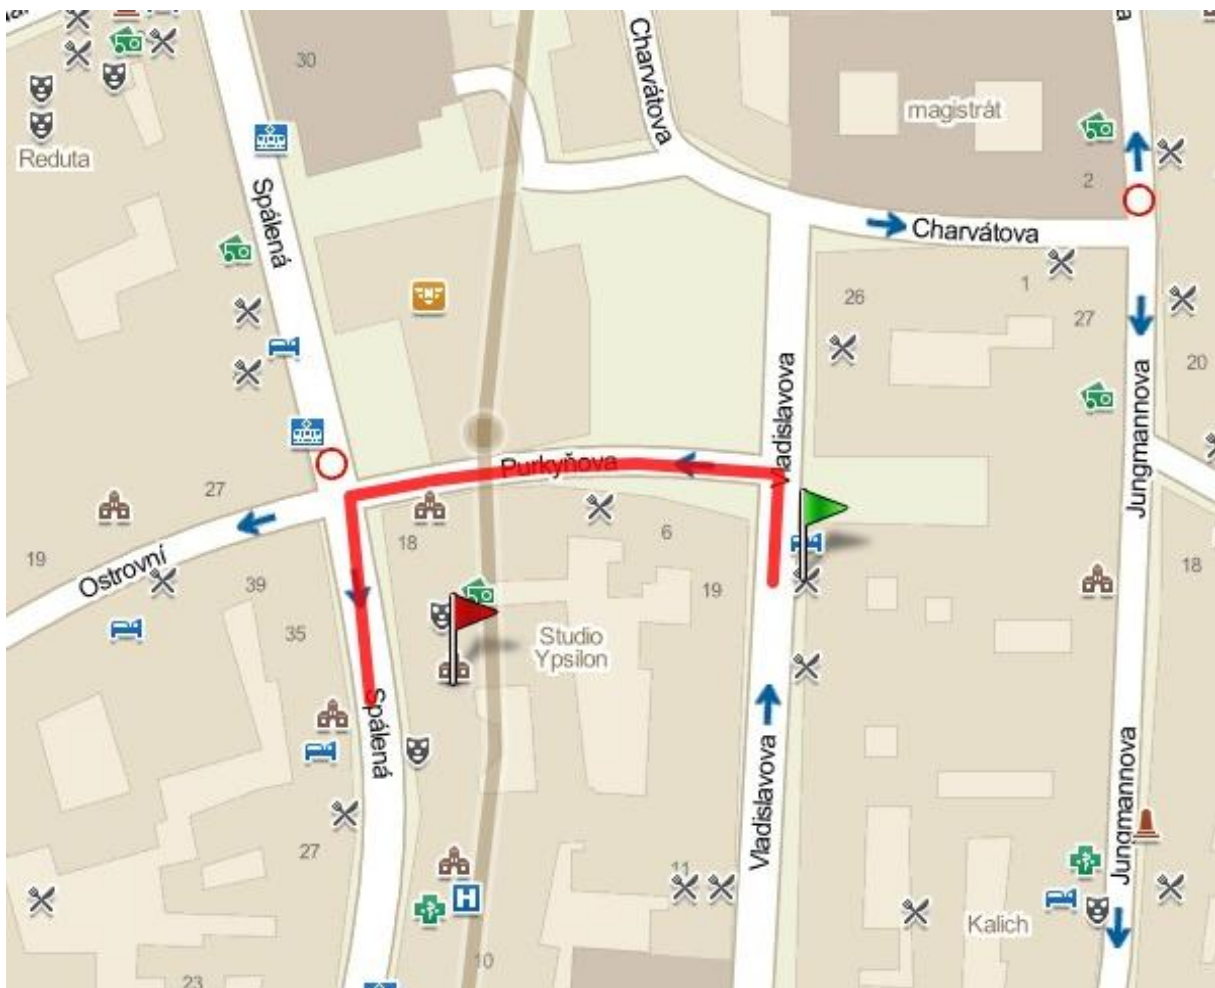 30
Charvátova
magistrát
Reduta
2
Spálená
Charvátova
26
1
27
20
Vladislavova
Jungmannova
Purkyňova
27
18
6
19
39
19
18
Ostrovní
35
Studio
Ypsilon
Spálená
Vladislavova
Jungmannova
27
11
H
Kalich
10
23